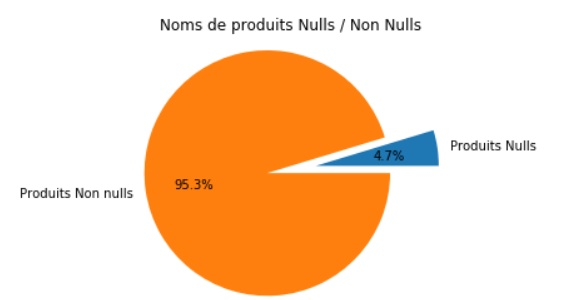 Noms de produits Nulls / Non Nulls
Produits Nulls
4.7%
95.3%
Produits Non nulls